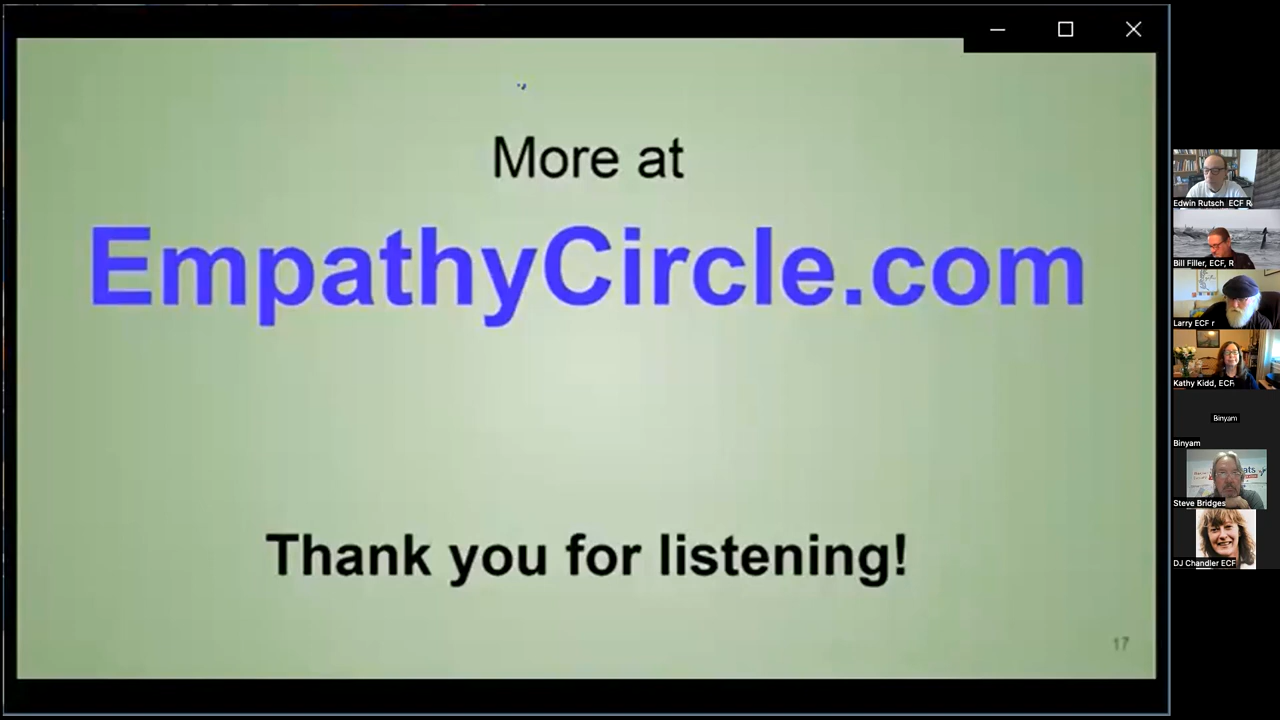 More at
EmpathyCircle.com
Thank you for listening!
17
Edwin Rutsch ECF
Bill Filler, ECF, R
Larry ECF r
Kathy Kidd, ECF
Binyam
Binyam
Steve Bridges
DJ Chandler ECF